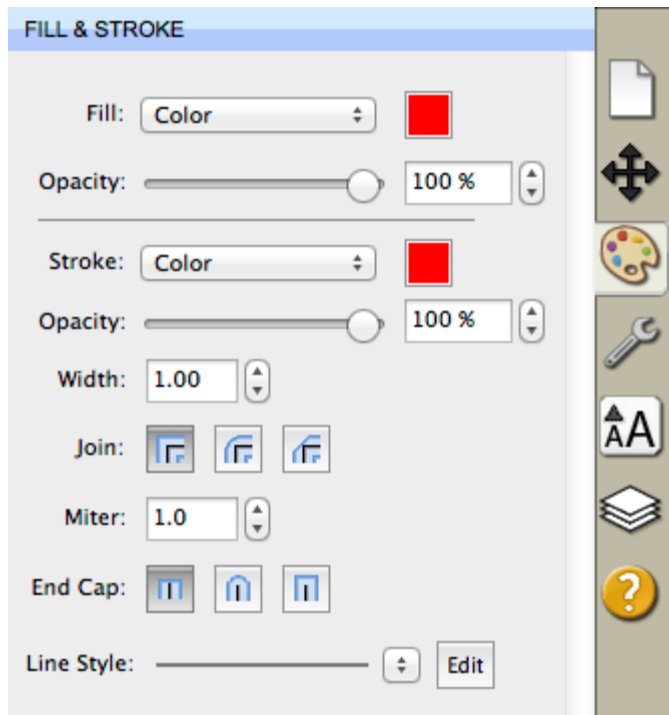 FILL & STROKE
Fill: Color
Opacity: 100 %
Stroke: Color
Opacity: 100 %
Width: 1.00
Join:
Miter: 1.0
End Cap:
Line Style: Edit
AA
?